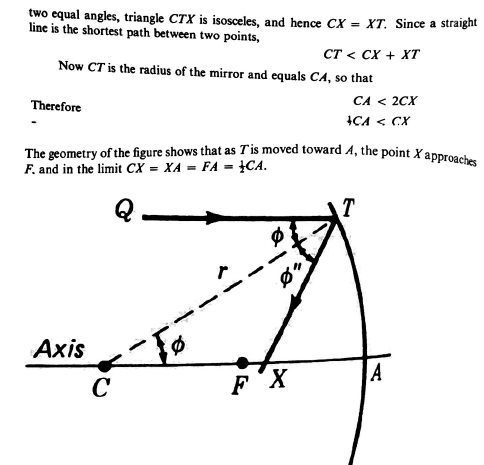 two equal angles, triangle CTX is isosceles, and hence CX = XT. Since a straight
line is the shortest path between two points,
CT < CX + XT
Now CT is the radius of the mirror and equals CA, so that
CA < 2CX
Therefore
½CA < CX
The geometry of the figure shows that as T is moved toward A, the point X approaches
F, and in the limit CX = XA = FA = ½CA.
Q
T
ϕ
r
ϕ"
Axis
ϕ
C
F
X
A